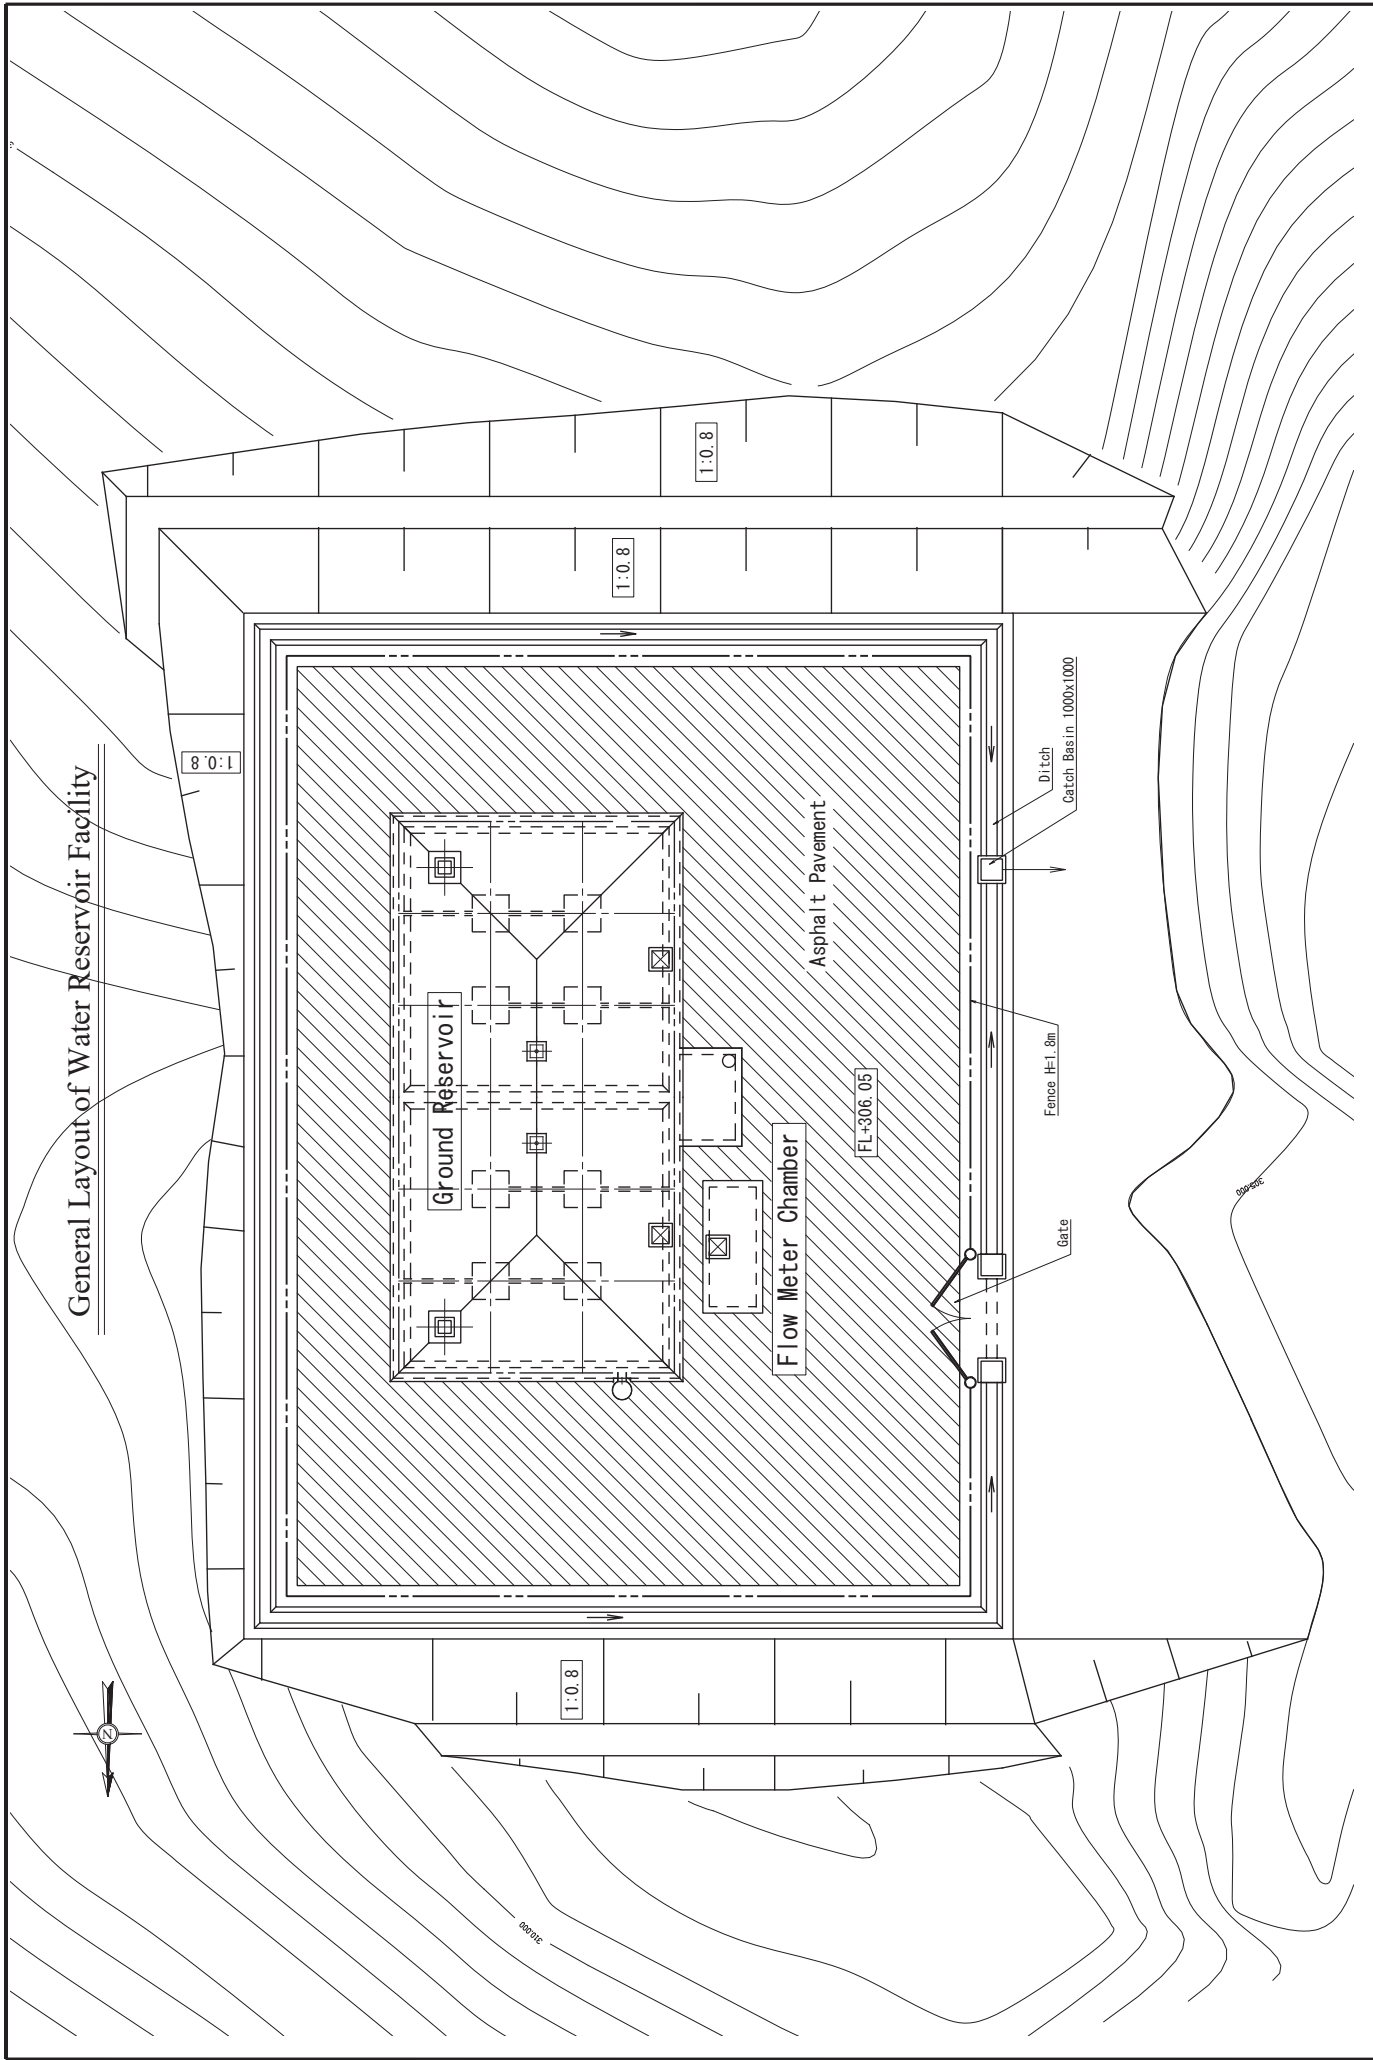 General Layout of Water Reservoir Facility
1:0.8
1:0.8
1:0.8
1:0.8
Ground Reservoir
Flow Meter Chamber
Asphalt Pavement
FL+306.05
Ditch
Catch Basin 1000x1000
Fence H=1.8m
Gate
305.000
310.000
N